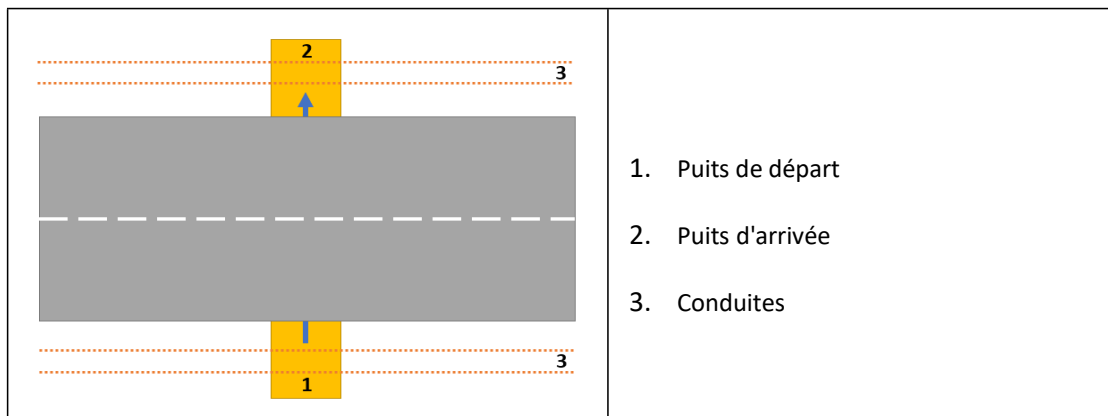 2
3
3
1
1. Puits de départ
2. Puits d'arrivée
3. Conduites